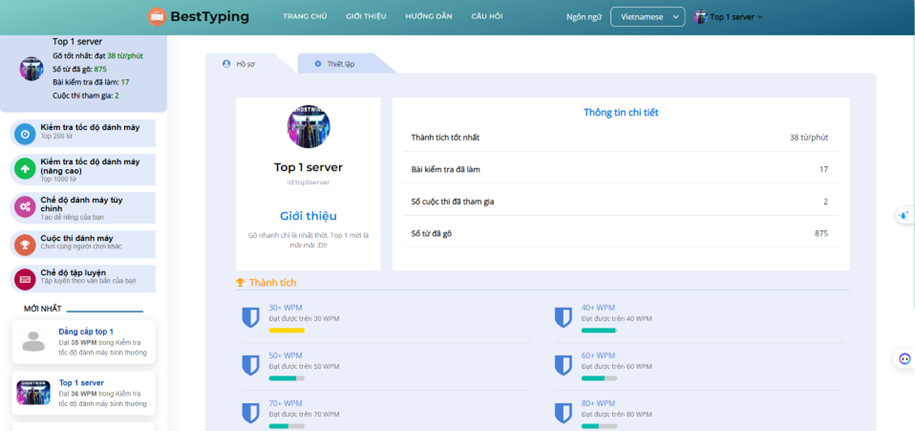 BestTyping
TRANG CHỦ GIỚI THIỆU HƯỚNG DẪN CÂU HỎI
Ngôn ngữ Vietnamese Top 1 server
Top 1 server
Gõ tốt nhất: đạt 38 từ/phút
Số từ đã gõ: 875
Bài kiểm tra đã làm: 17
Cuộc thi tham gia: 2
Kiểm tra tốc độ đánh máy
Top 200 từ
Kiểm tra tốc độ đánh máy
(nâng cao)
Top 1000 từ
Chế độ đánh máy tùy
chỉnh
Tạo đề riêng của bạn
Cuộc thi đánh máy
Chơi cùng người chơi khác
Chế độ tập luyện
Tập luyện theo văn bản của bạn
MỚI NHẤT
Đẳng cấp top 1
Đạt 35 WPM trong Kiểm tra
tốc độ đánh máy bình thường
Top 1 server
Đạt 36 WPM trong Kiểm tra
tốc độ đánh máy bình thường
Hồ sơ
Thiết lập
GHOSTWIRE
Top 1 server
id:top1server
Giới thiệu
Gõ nhanh chỉ là nhất thời. Top 1 mới là
mãi mãi :D!!
Thông tin chi tiết
Thành tích tốt nhất 38 từ/phút
Bài kiểm tra đã làm 17
Số cuộc thi đã tham gia 2
Số từ đã gõ 875
Thành tích
30+ WPM
Đạt được trên 30 WPM
40+ WPM
Đạt được trên 40 WPM
50+ WPM
Đạt được trên 50 WPM
60+ WPM
Đạt được trên 60 WPM
70+ WPM
Đạt được trên 70 WPM
80+ WPM
Đạt được trên 80 WPM